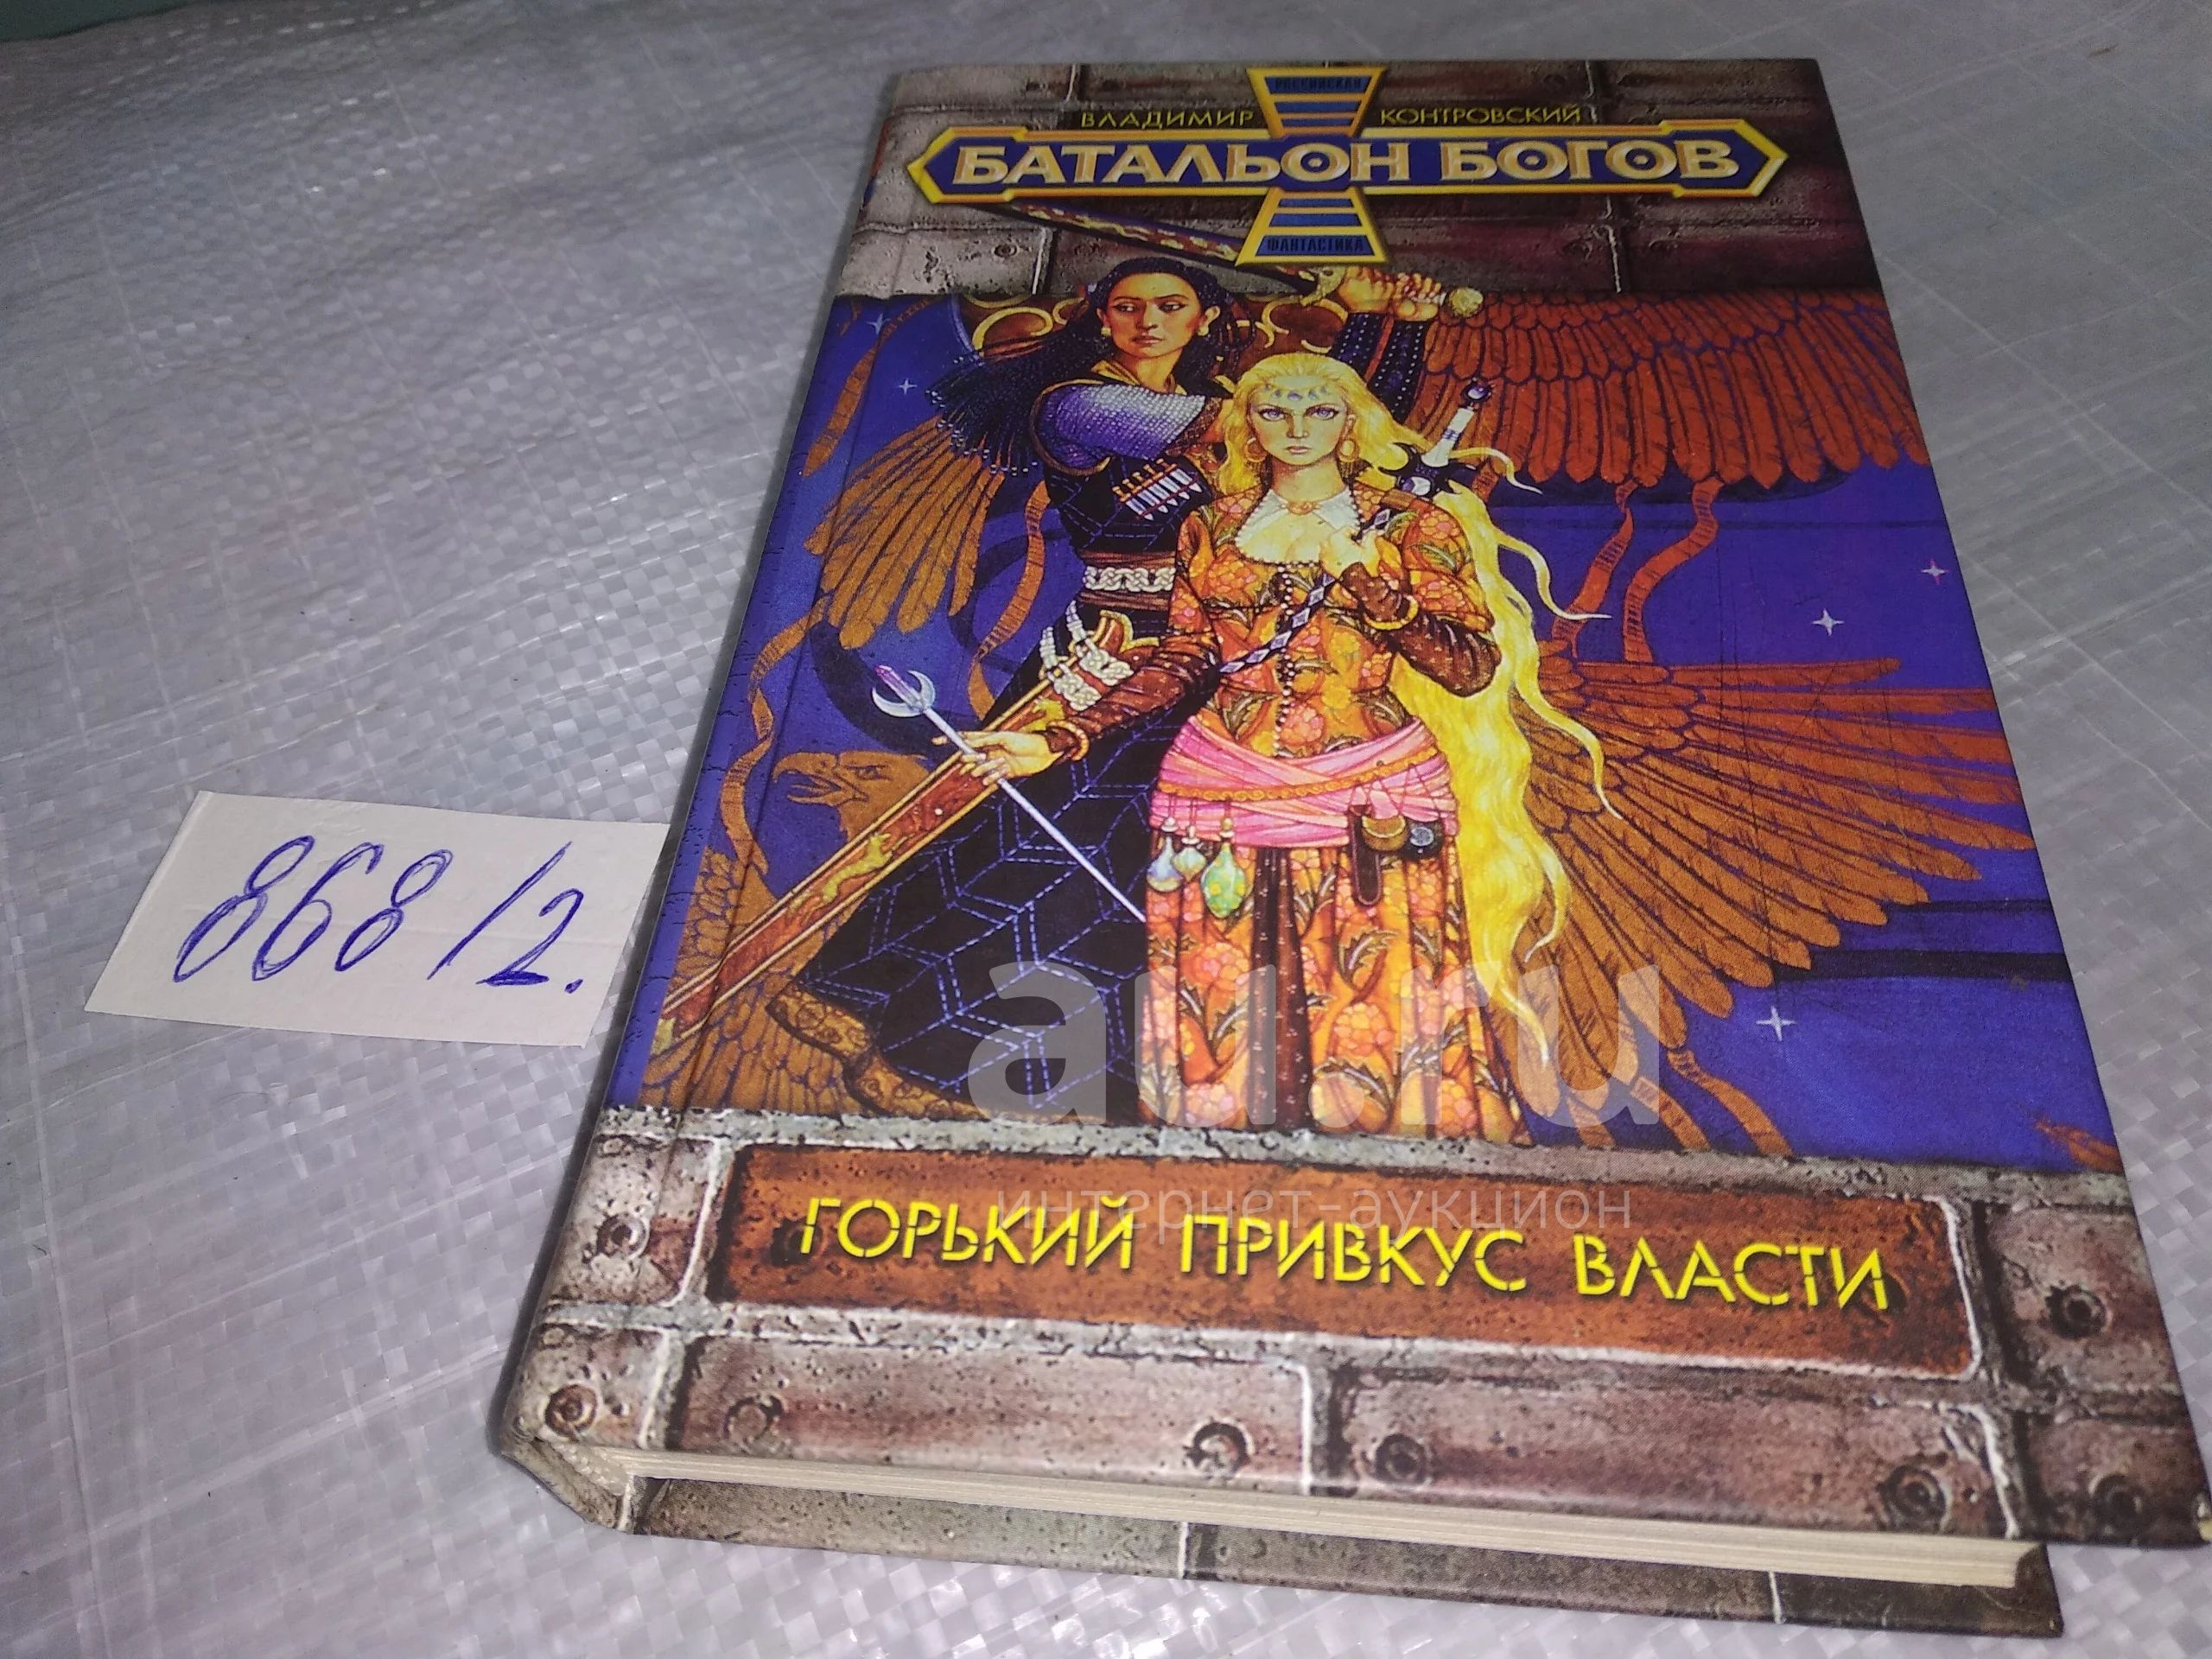 РОССИЙСКАЯ
ВЛАДИМИР КОНТРОВСКИЙ
БАТАЛЬОН БОГОВ
ФАНТАСТИКА
868/2.
au.ru
интернет-аукцион
ГОРЬКИЙ ПРИВКУС ВЛАСТИ